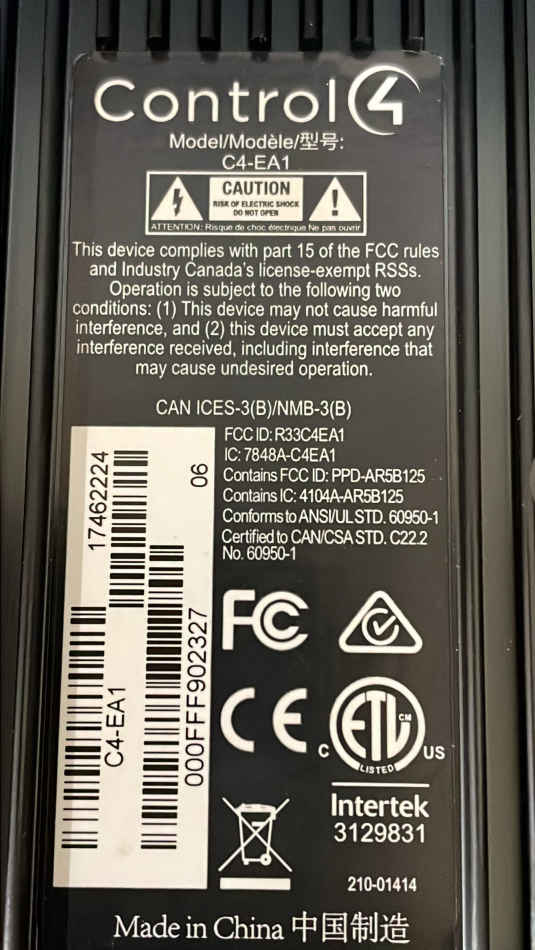 Control4
Model/Modèle/型号:
C4-EA1
CAUTION
RISK OF ELECTRIC SHOCK
DO NOT OPEN
ATTENTION: Risque de choc électrique Ne pas ouvrir
This device complies with part 15 of the FCC rules
and Industry Canada's license-exempt RSSs.
Operation is subject to the following two
conditions: (1) This device may not cause harmful
interference, and (2) this device must accept any
interference received, including interference that
may cause undesired operation.
CAN ICES-3(B)/NMB-3(B)
FCC ID: R33C4EA1
IC: 7848A-C4EA1
Contains FCC ID: PPD-AR5B125
Contains IC: 4104A-AR5B125
Conforms to ANSI/UL STD. 60950-1
Certified to CAN/CSA STD. C22.2
No. 60950-1
17462224
06
C4-EA1
000FFF902327
FC
CE
ETL CM
C US
LISTED
Intertek
3129831
210-01414
Made in China 中国制造